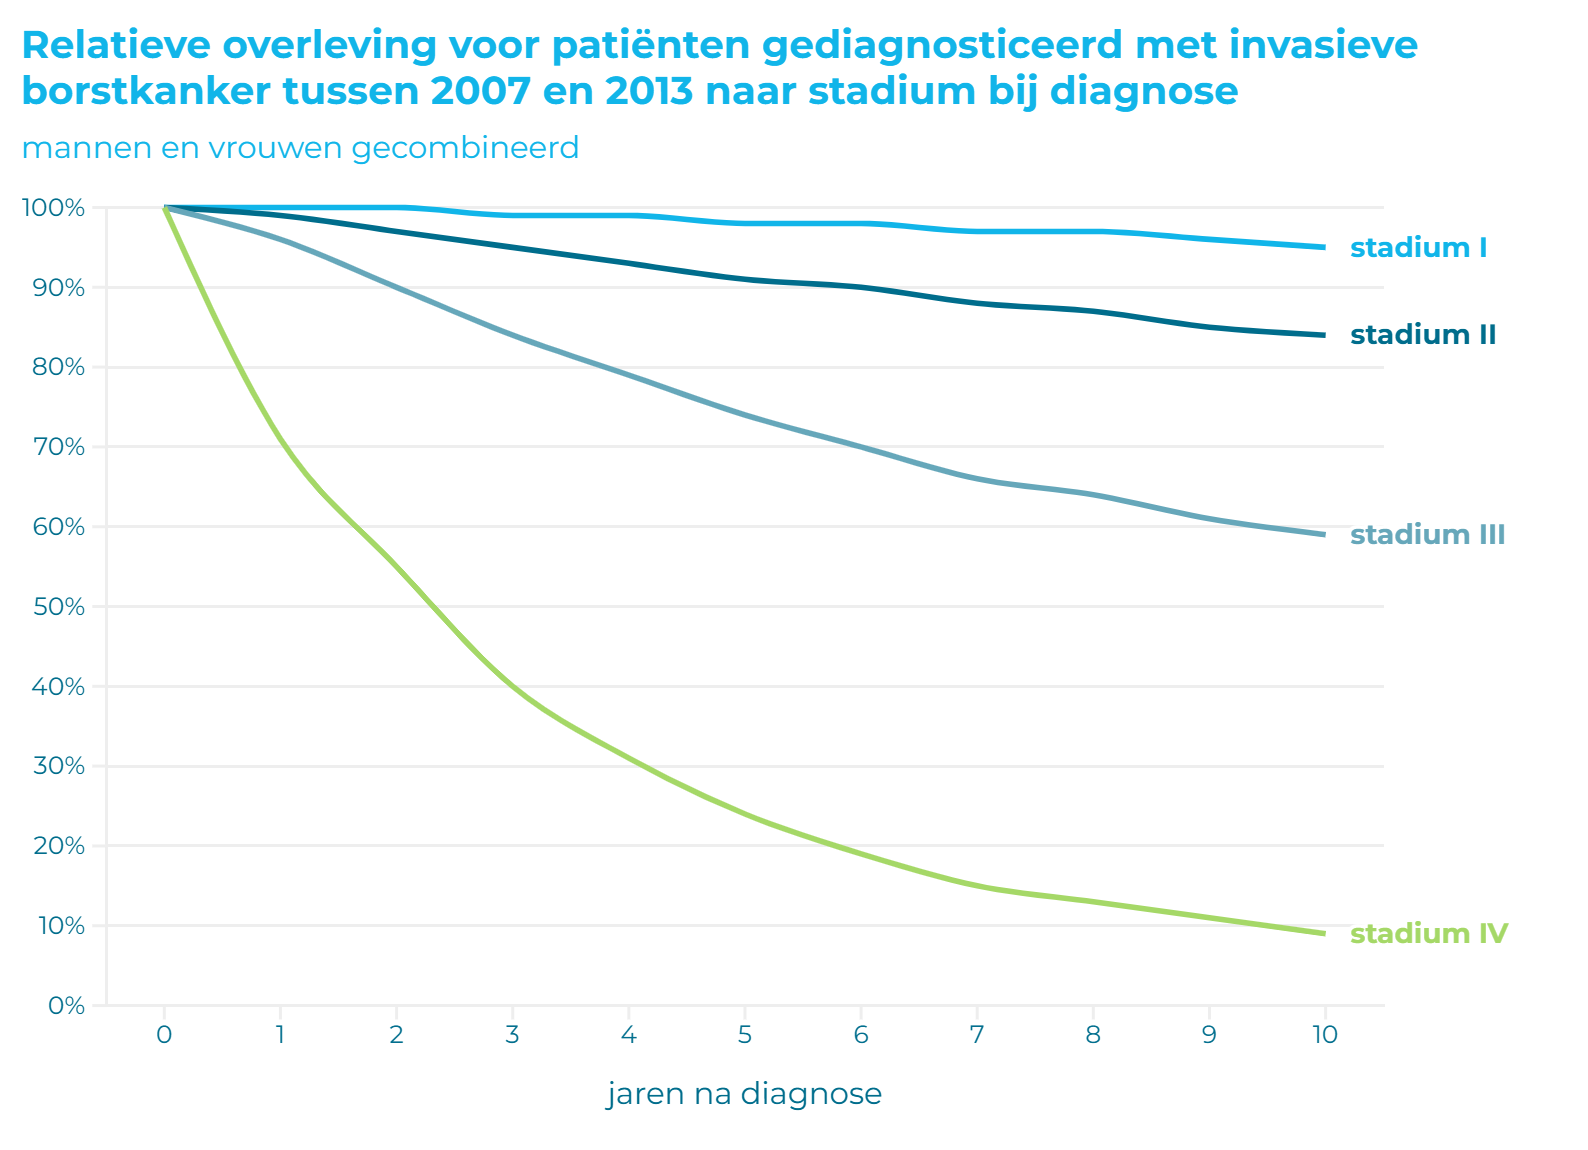 Relatieve overleving voor patiënten gediagnosticeerd met invasieve
borstkanker tussen 2007 en 2013 naar stadium bij diagnose
mannen en vrouwen gecombineerd
100%
90%
80%
70%
60%
50%
40%
30%
20%
10%
0%
stadium I
stadium II
stadium III
stadium IV
0 1 2 3 4 5 6 7 8 9 10
jaren na diagnose